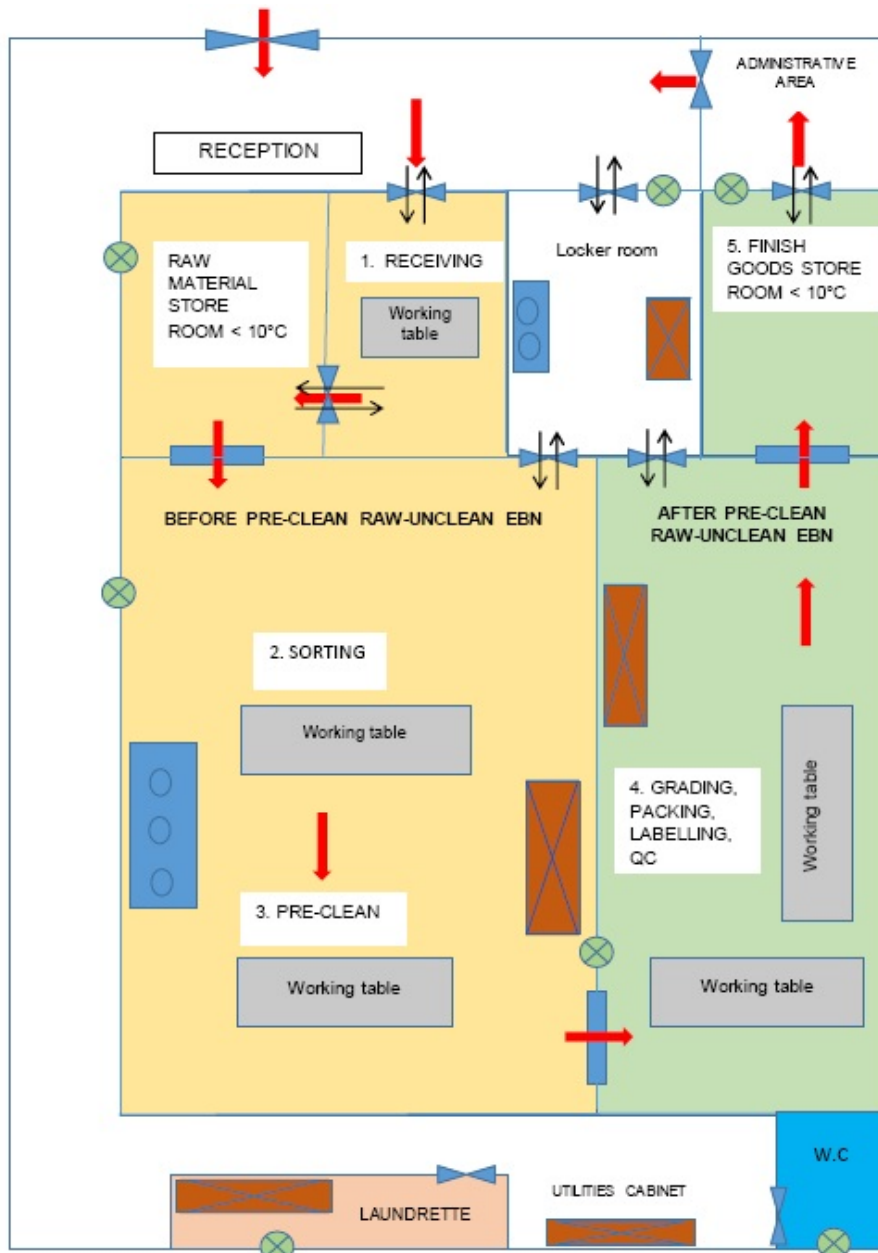 ADMINISTRATIVE
AREA
RECEPTION
RAW
MATERIAL
STORE
ROOM < 10°C
1. RECEIVING
Working
table
Locker room
5. FINISH
GOODS STORE
ROOM < 10°C
BEFORE PRE-CLEAN RAW-UNCLEAN EBN
AFTER PRE-CLEAN
RAW-UNCLEAN EBN
2. SORTING
Working table
4. GRADING,
PACKING,
LABELLING,
QC
Working table
3. PRE-CLEAN
Working table
Working table
W.C
UTILITIES CABINET
LAUNDRETTE